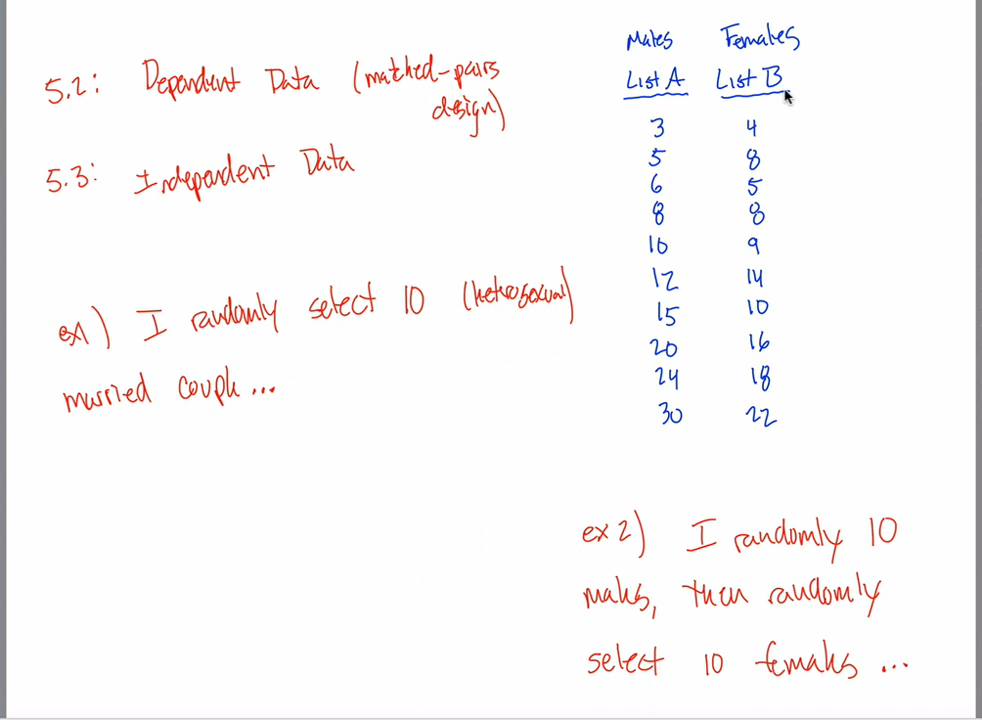 5.2: Dependent Data (matched-pairs
design)
5.3: Independent Data
ex1) I randomly select 10 (heterosexual)
married couple...
Males Females
List A List B
3 4
5 8
6 5
8 8
10 9
12 14
15 10
20 16
24 18
30 22
ex 2) I randomly 10
males, then randomly
select 10 females ...